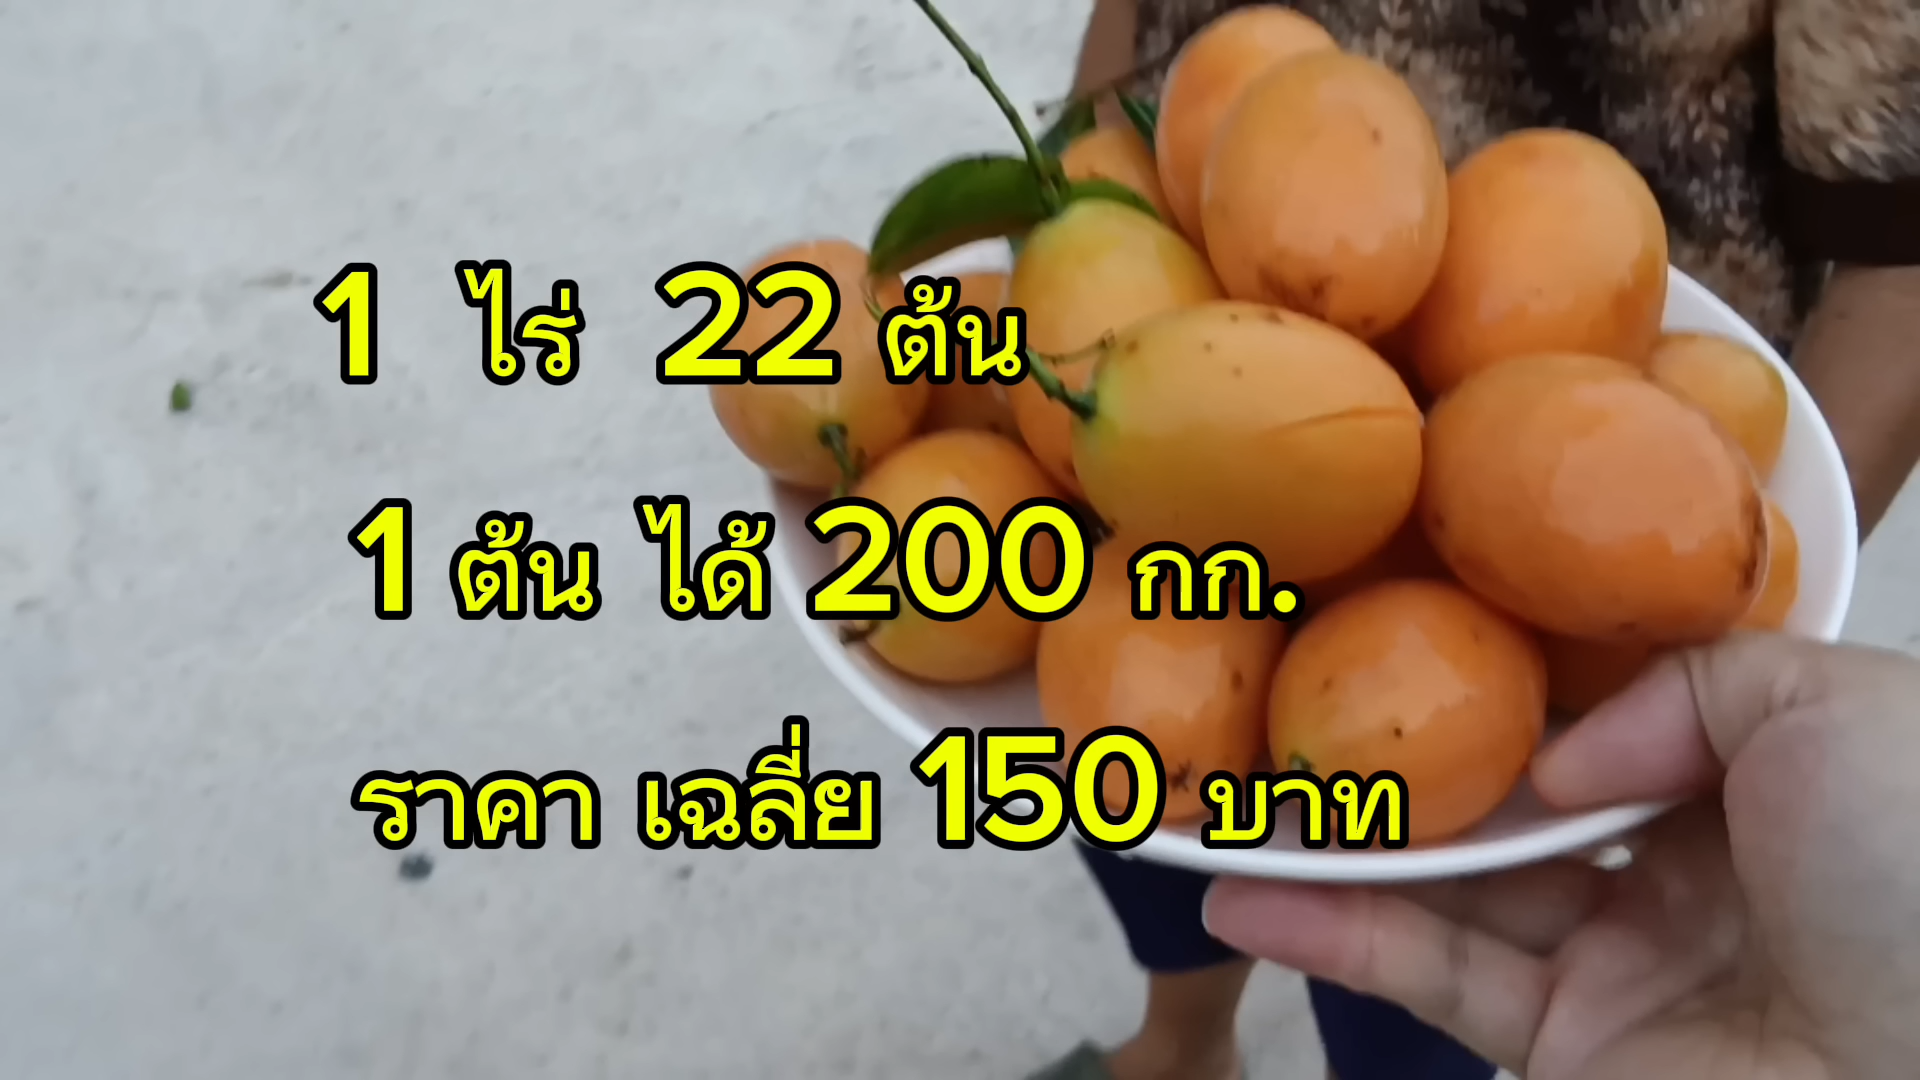 1 ไร่ 22 ต้น
1 ต้น ได้ 200 กก.
ราคา เฉลี่ย 150 บาท